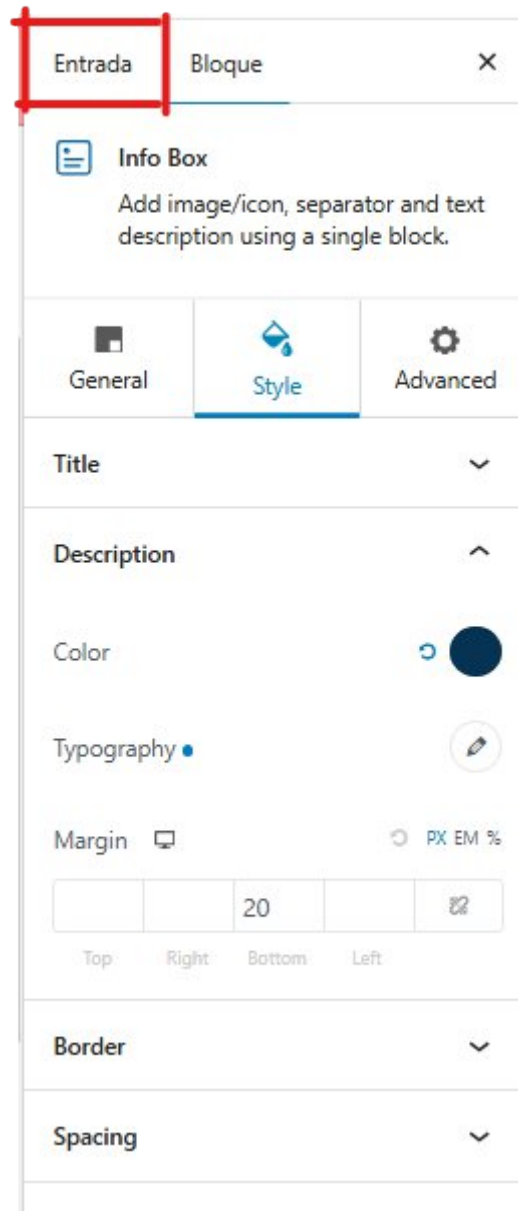 Entrada Bloque ×
Info Box
Add image/icon, separator and text
description using a single block.
General Style Advanced
Title
Description
Color
Typography
Margin PX EM %
20
Top Right Bottom Left
Border
Spacing